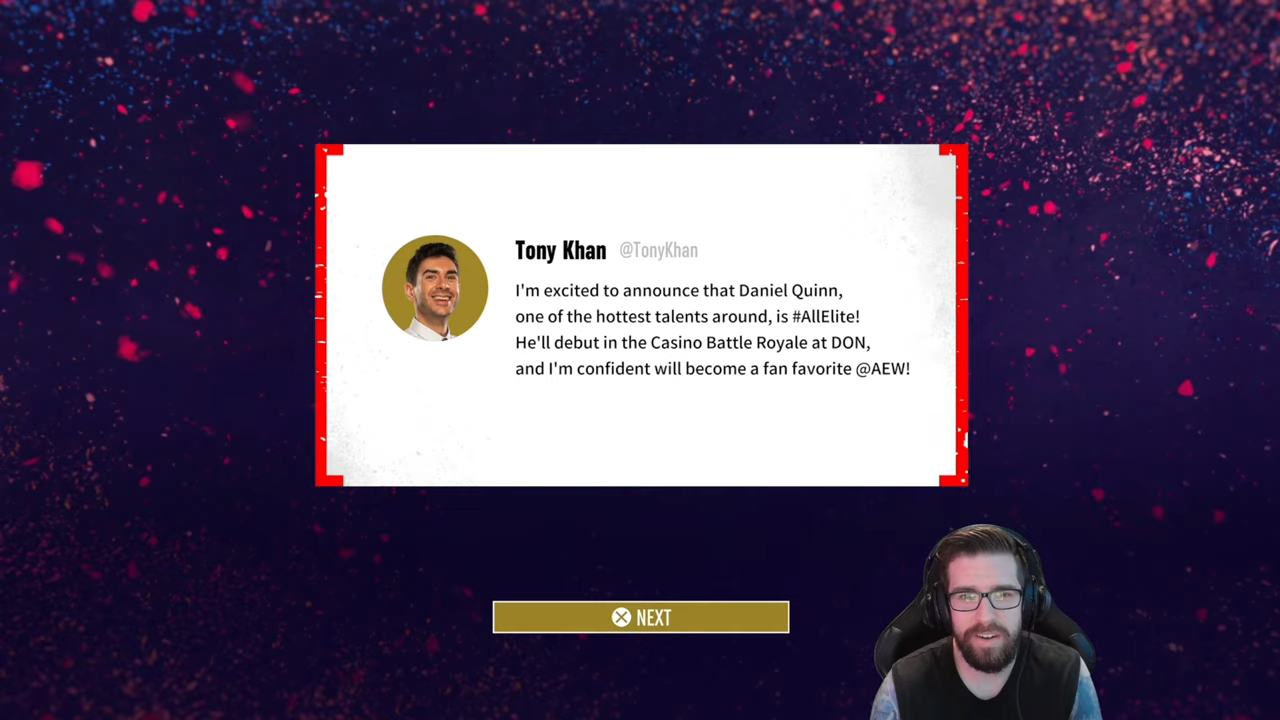 Tony Khan @TonyKhan
I'm excited to announce that Daniel Quinn,
one of the hottest talents around, is #AllElite!
He'll debut in the Casino Battle Royale at DON,
and I'm confident will become a fan favorite @AEW!
NEXT